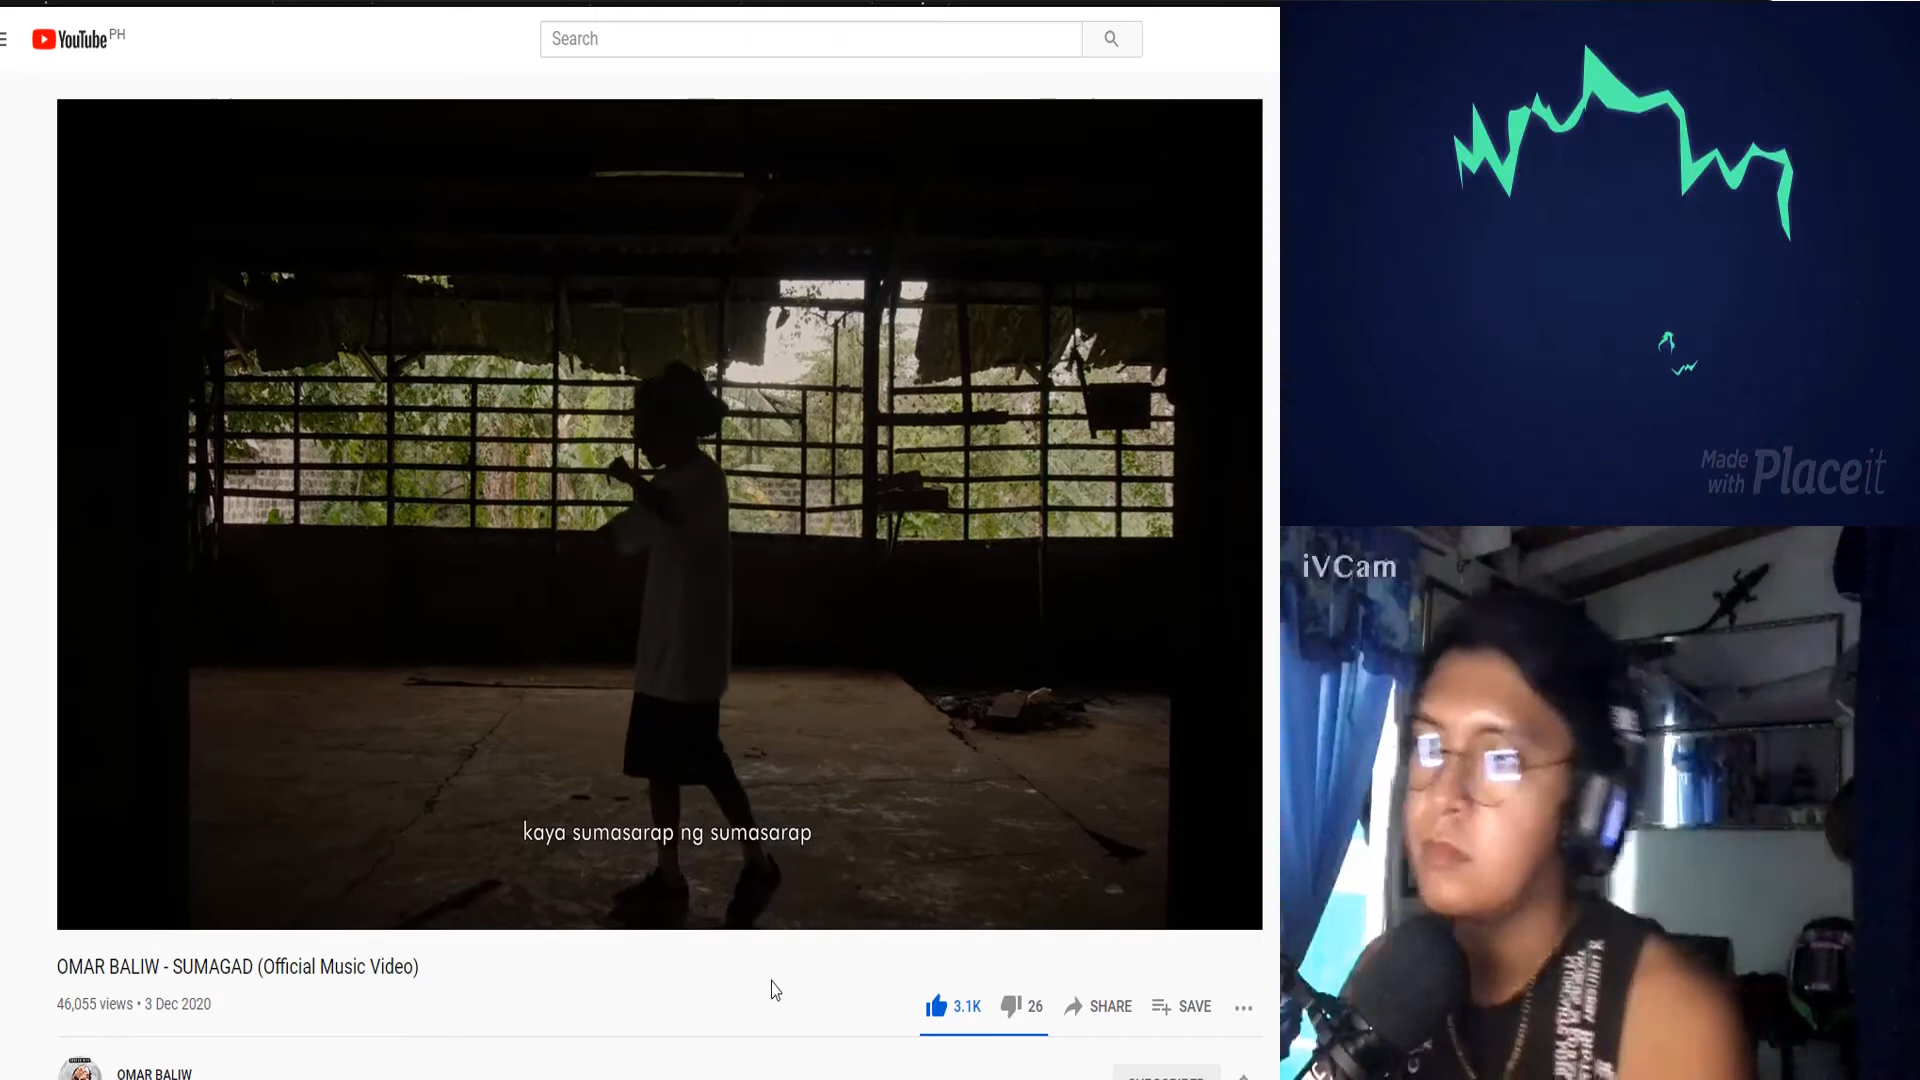 YouTube PH
Search
kaya sumasarap ng sumasarap
OMAR BALIW - SUMAGAD (Official Music Video)
46,055 views • 3 Dec 2020
3.1K
26
SHARE
SAVE
OMAR BALIW
Made
with Placeit
iVCam